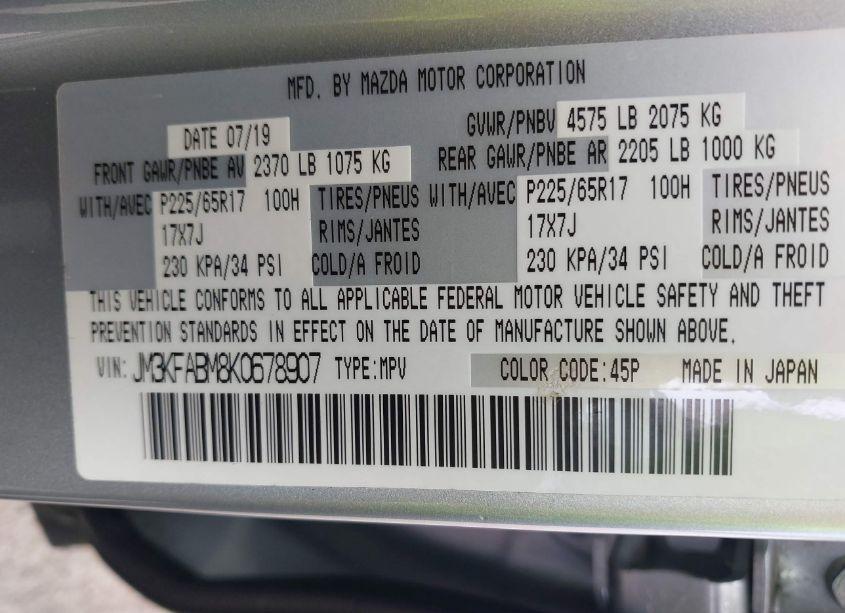 MFD. BY MAZDA MOTOR CORPORATION
DATE 07/19 GVWR/PNBV 4575 LB 2075 KG
FRONT GAWR/PNBE AV 2370 LB 1075 KG REAR GAWR/PNBE AR 2205 LB 1000 KG
WITH/AVEC P225/65R17 100H TIRES/PNEUS WITH/AVEC P225/65R17 100H TIRES/PNEUS
17X7J RIMS/JANTES 17X7J RIMS/JANTES
230 KPA/34 PSI COLD/A FROID 230 KPA/34 PSI COLD/A FROID
THIS VEHICLE CONFORMS TO ALL APPLICABLE FEDERAL MOTOR VEHICLE SAFETY AND THEFT
PREVENTION STANDARDS IN EFFECT ON THE DATE OF MANUFACTURE SHOWN ABOVE.
VIN: JM3KFABM8K0678907 TYPE:MPV COLOR CODE:45P MADE IN JAPAN